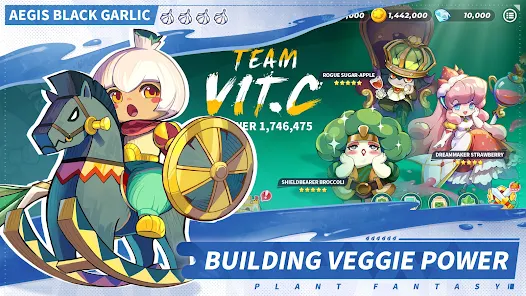 AEGIS BLACK GARLIC
1,442,000
10,000
TEAM
VIT.C
ER 1,746,475
ROGUE SUGAR-APPLE
DREAMMAKER STRAWBERRY
SHIELDBEARER BROCCOLI
BUILDING VEGGIE POWER
PLANT FANTASY